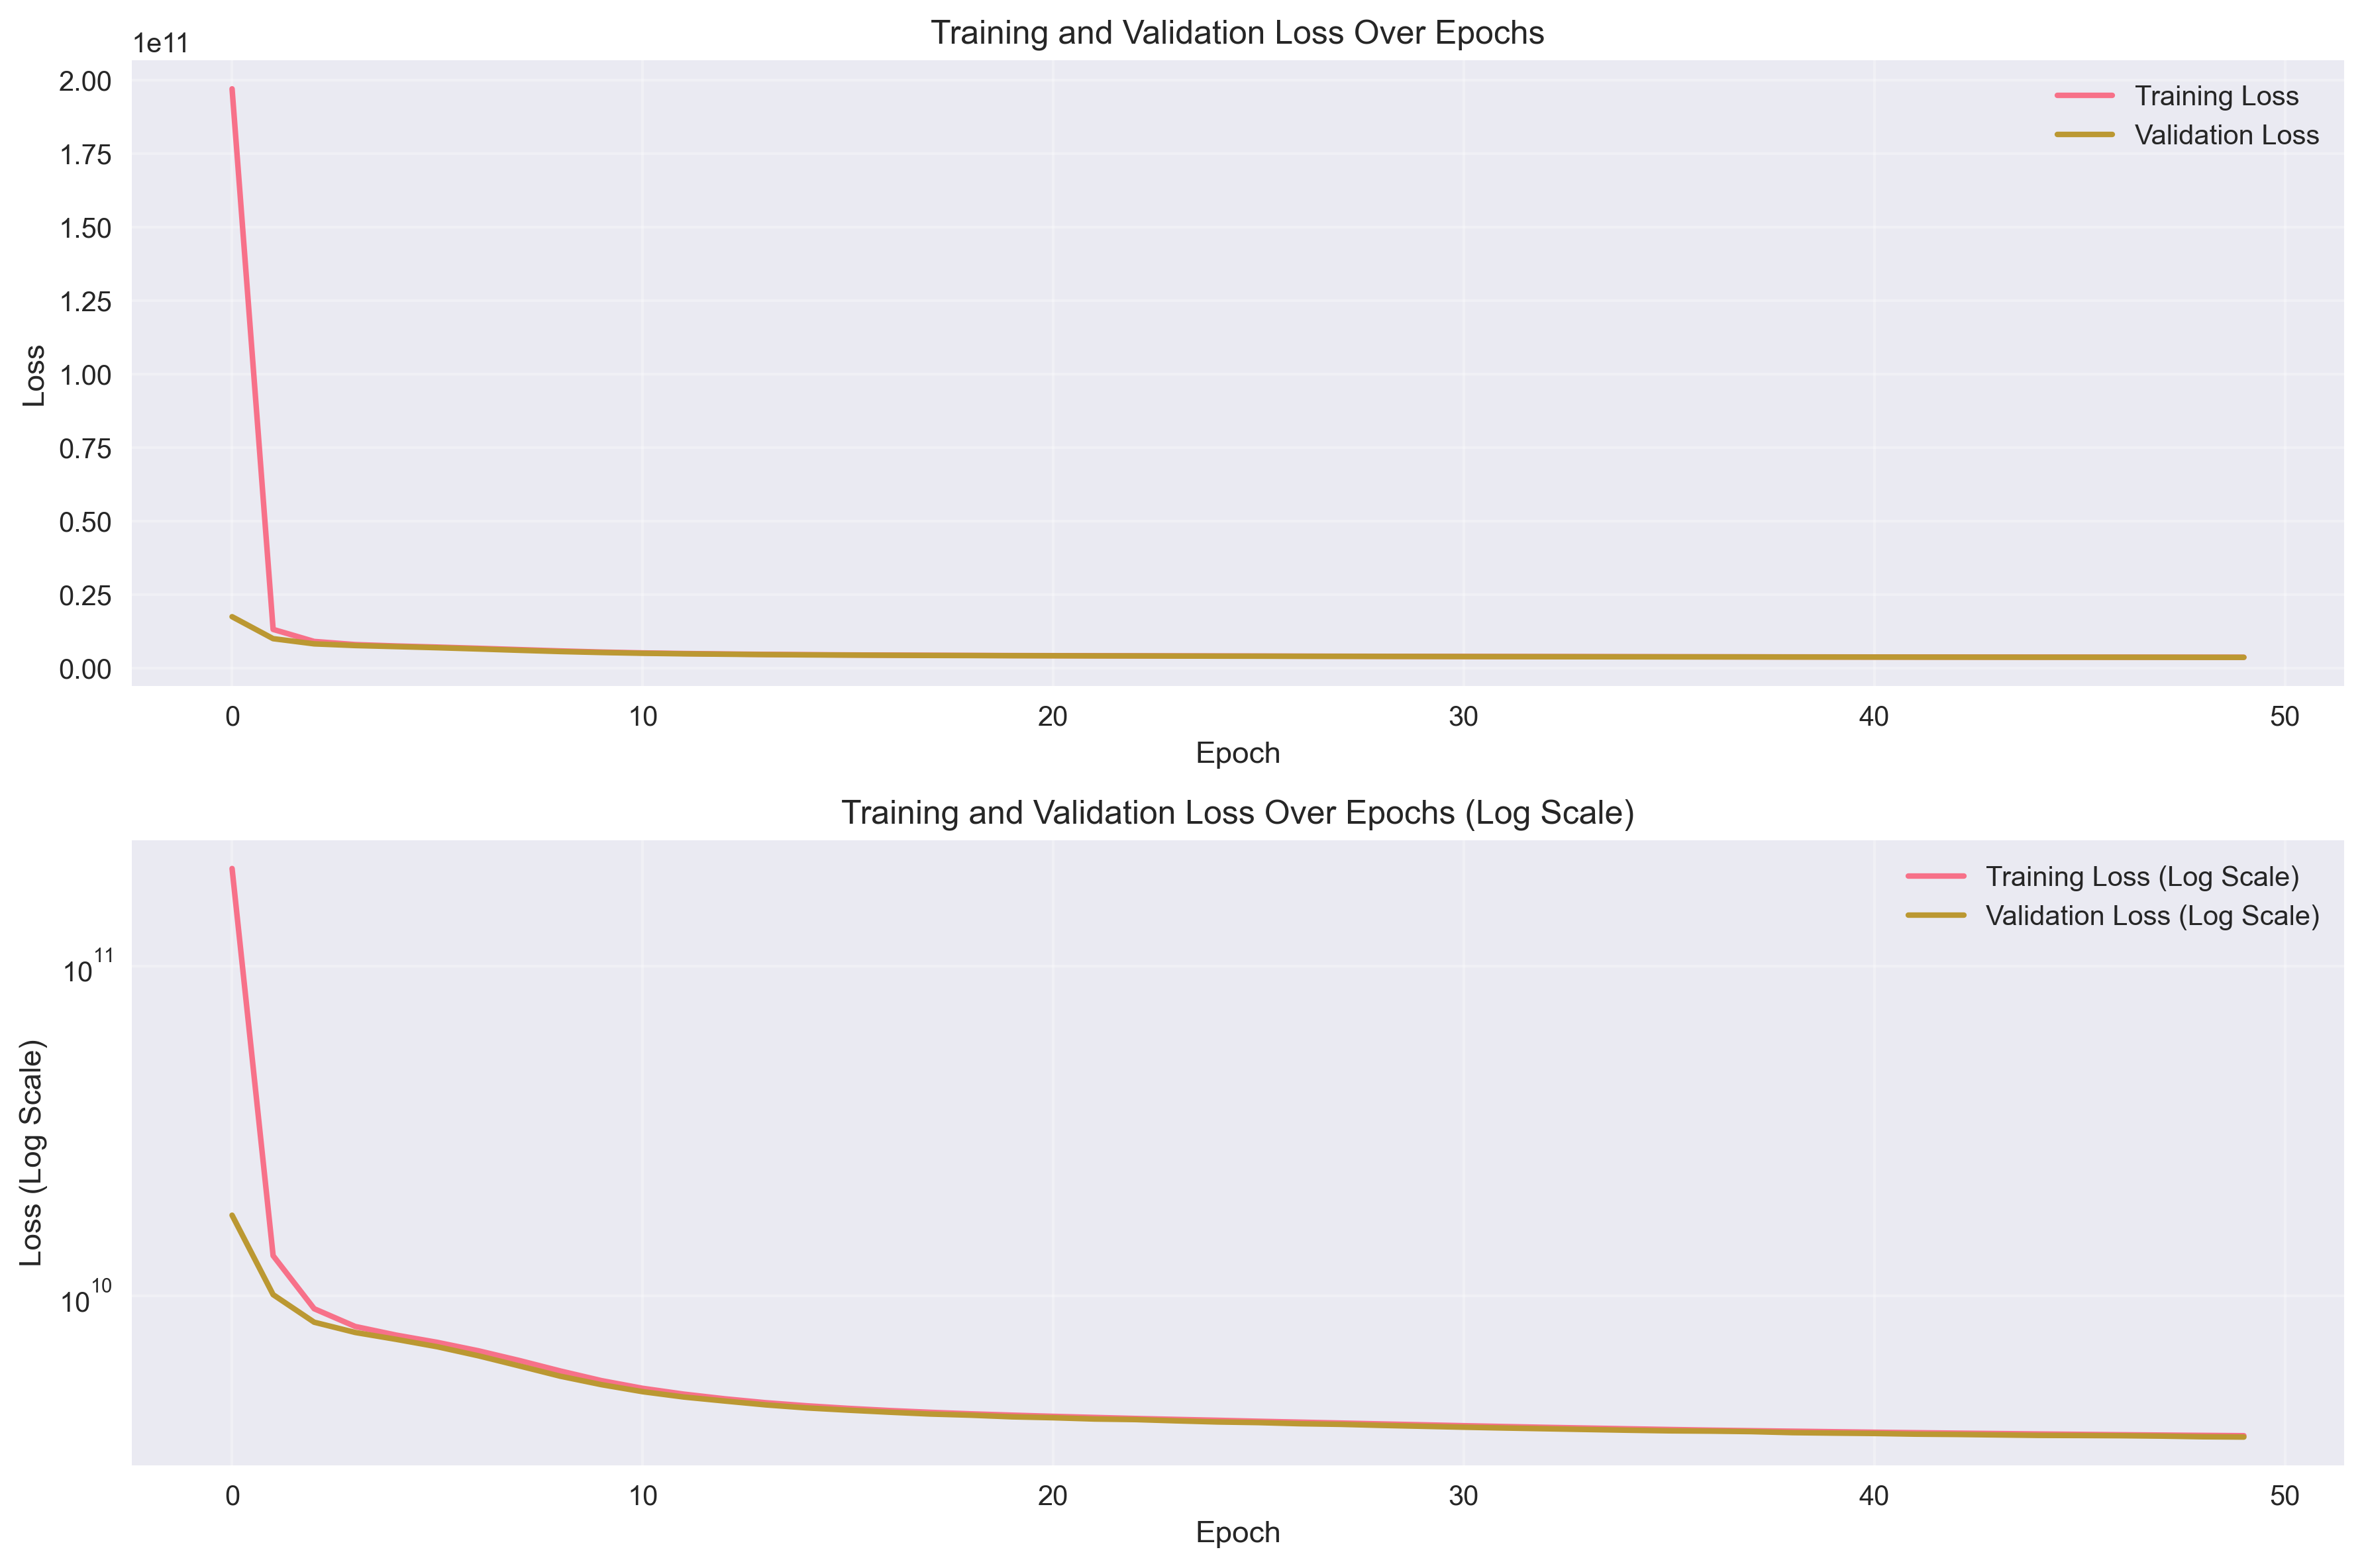 Training and Validation Loss Over Epochs
1e11
2.00
1.75
1.50
1.25
1.00
0.75
0.50
0.25
0.00
Loss
Training Loss
Validation Loss
0 10 20 30 40 50
Epoch
Training and Validation Loss Over Epochs (Log Scale)
10^11
10^10
Loss (Log Scale)
Training Loss (Log Scale)
Validation Loss (Log Scale)
0 10 20 30 40 50
Epoch